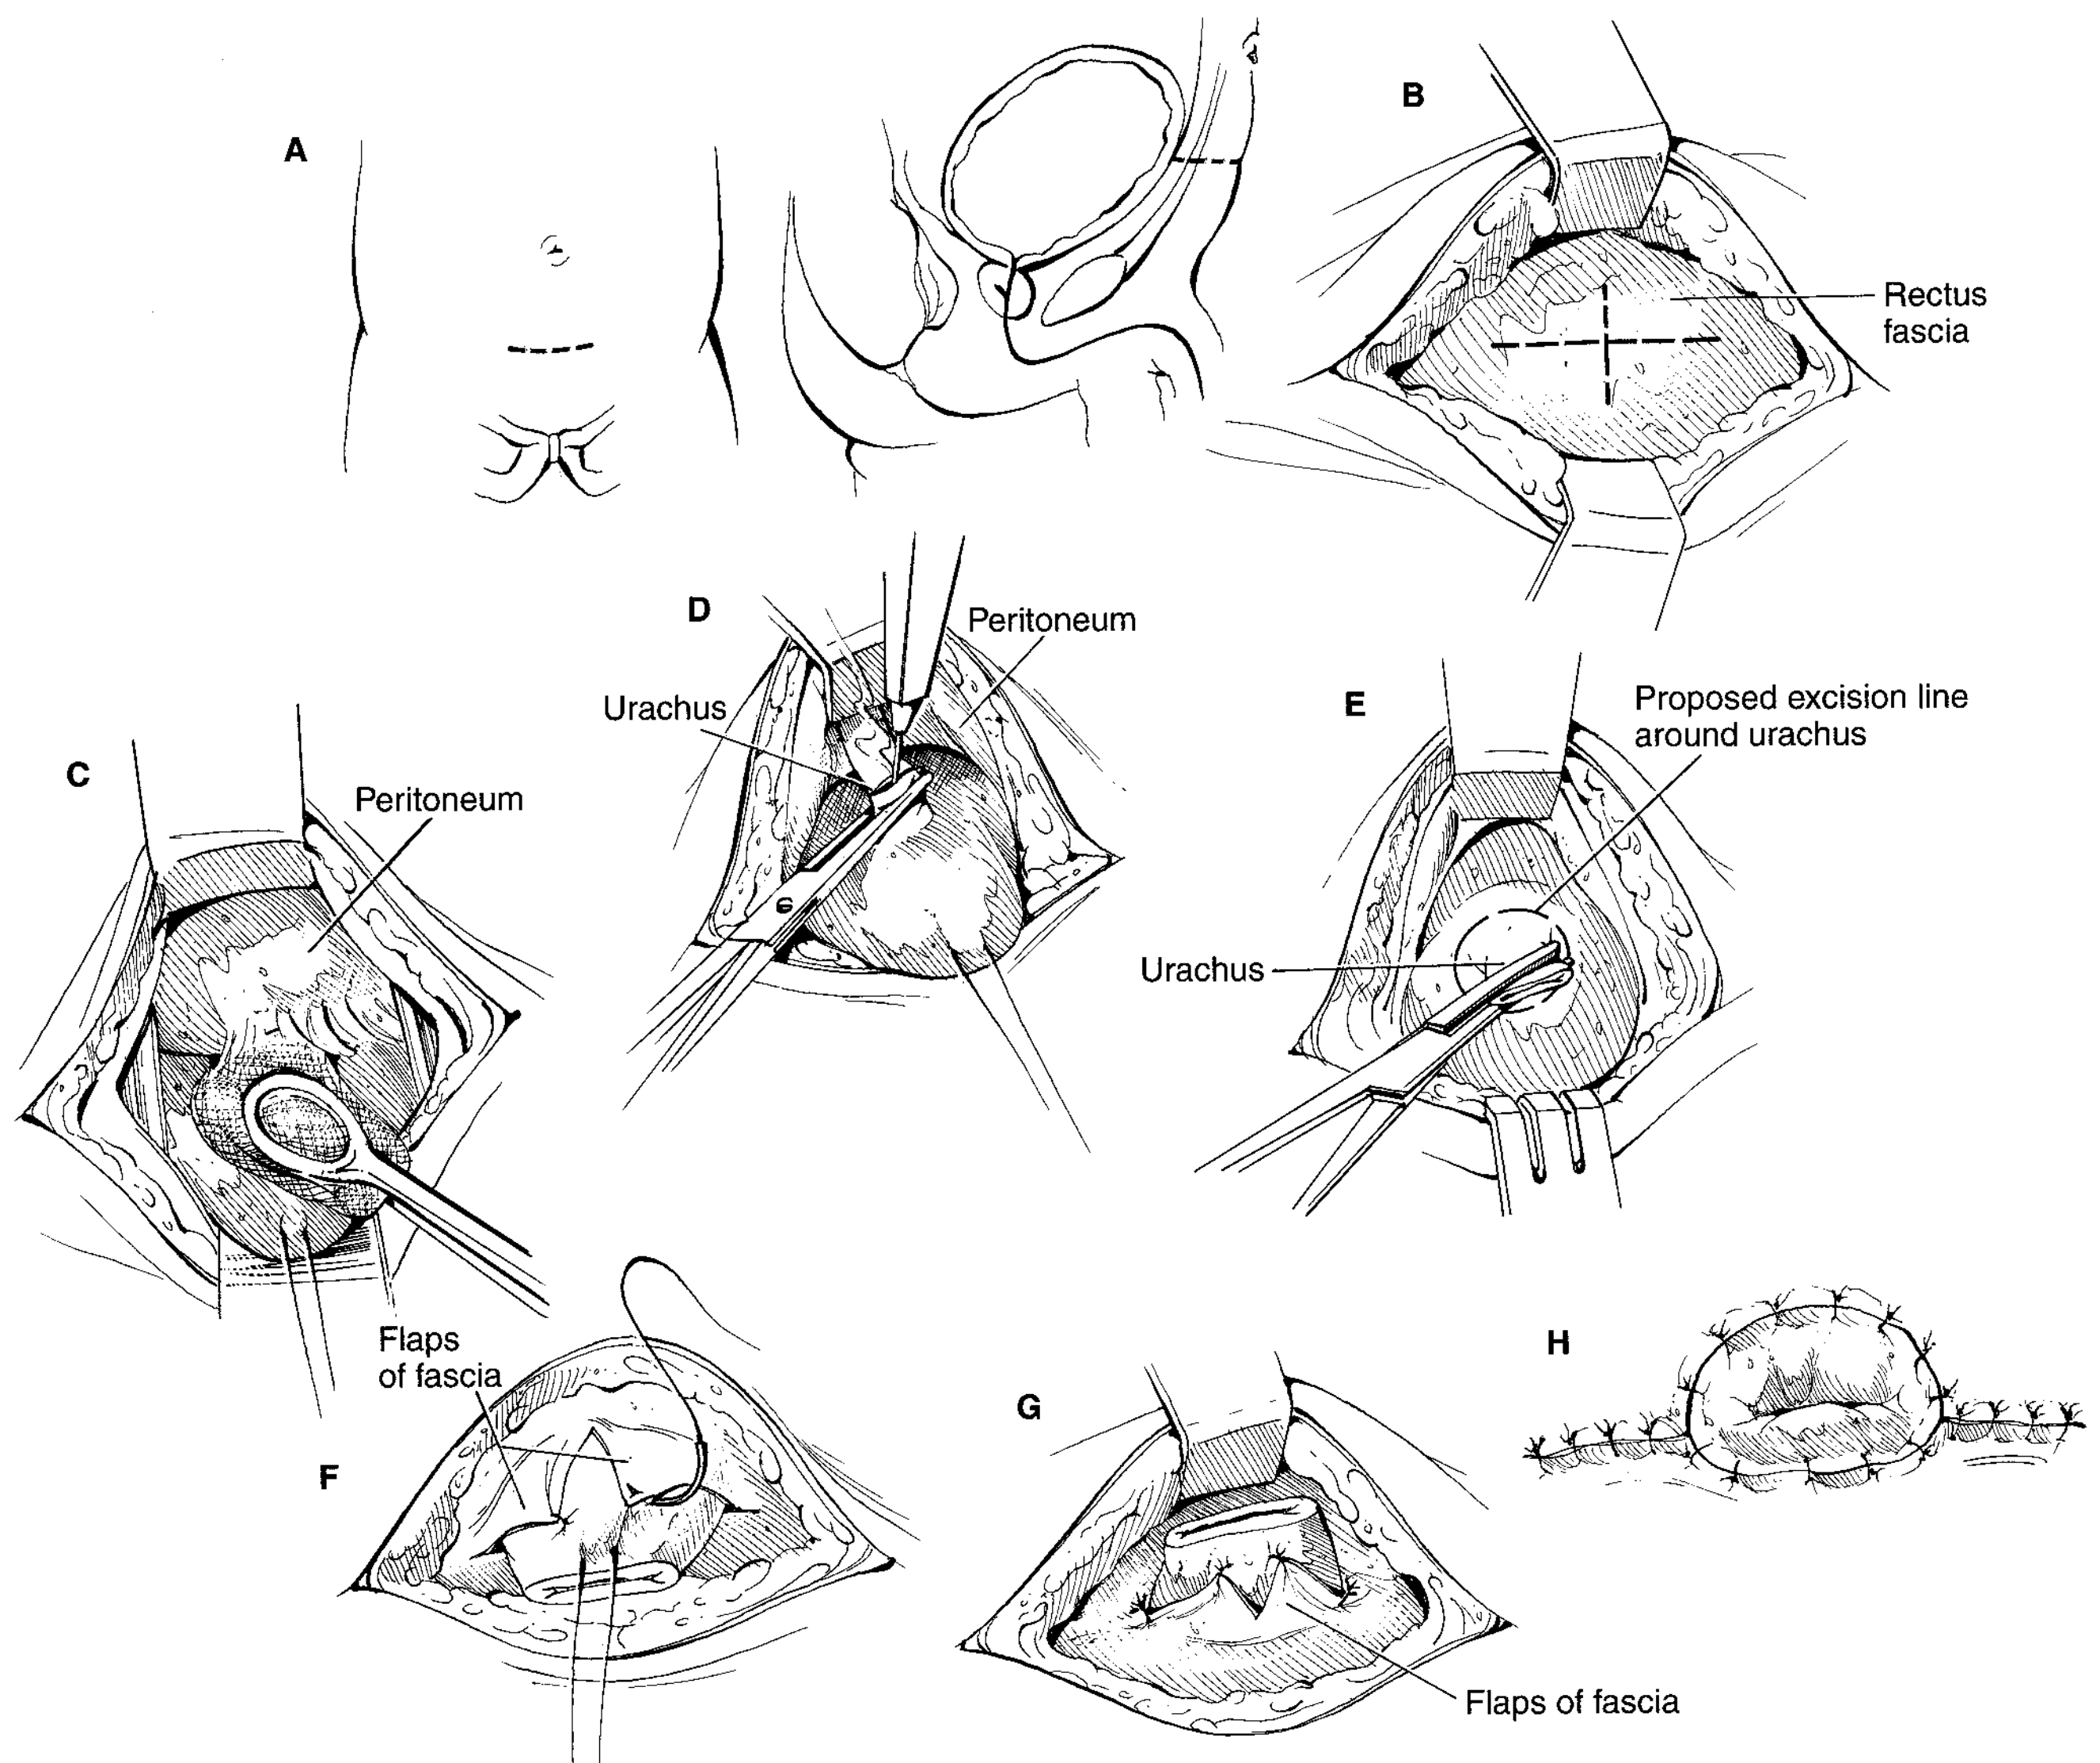 A
B
Rectus
fascia
C
Peritoneum
D
Peritoneum
Urachus
E
Proposed excision line
around urachus
Urachus
F
Flaps
of fascia
G
Flaps of fascia
H